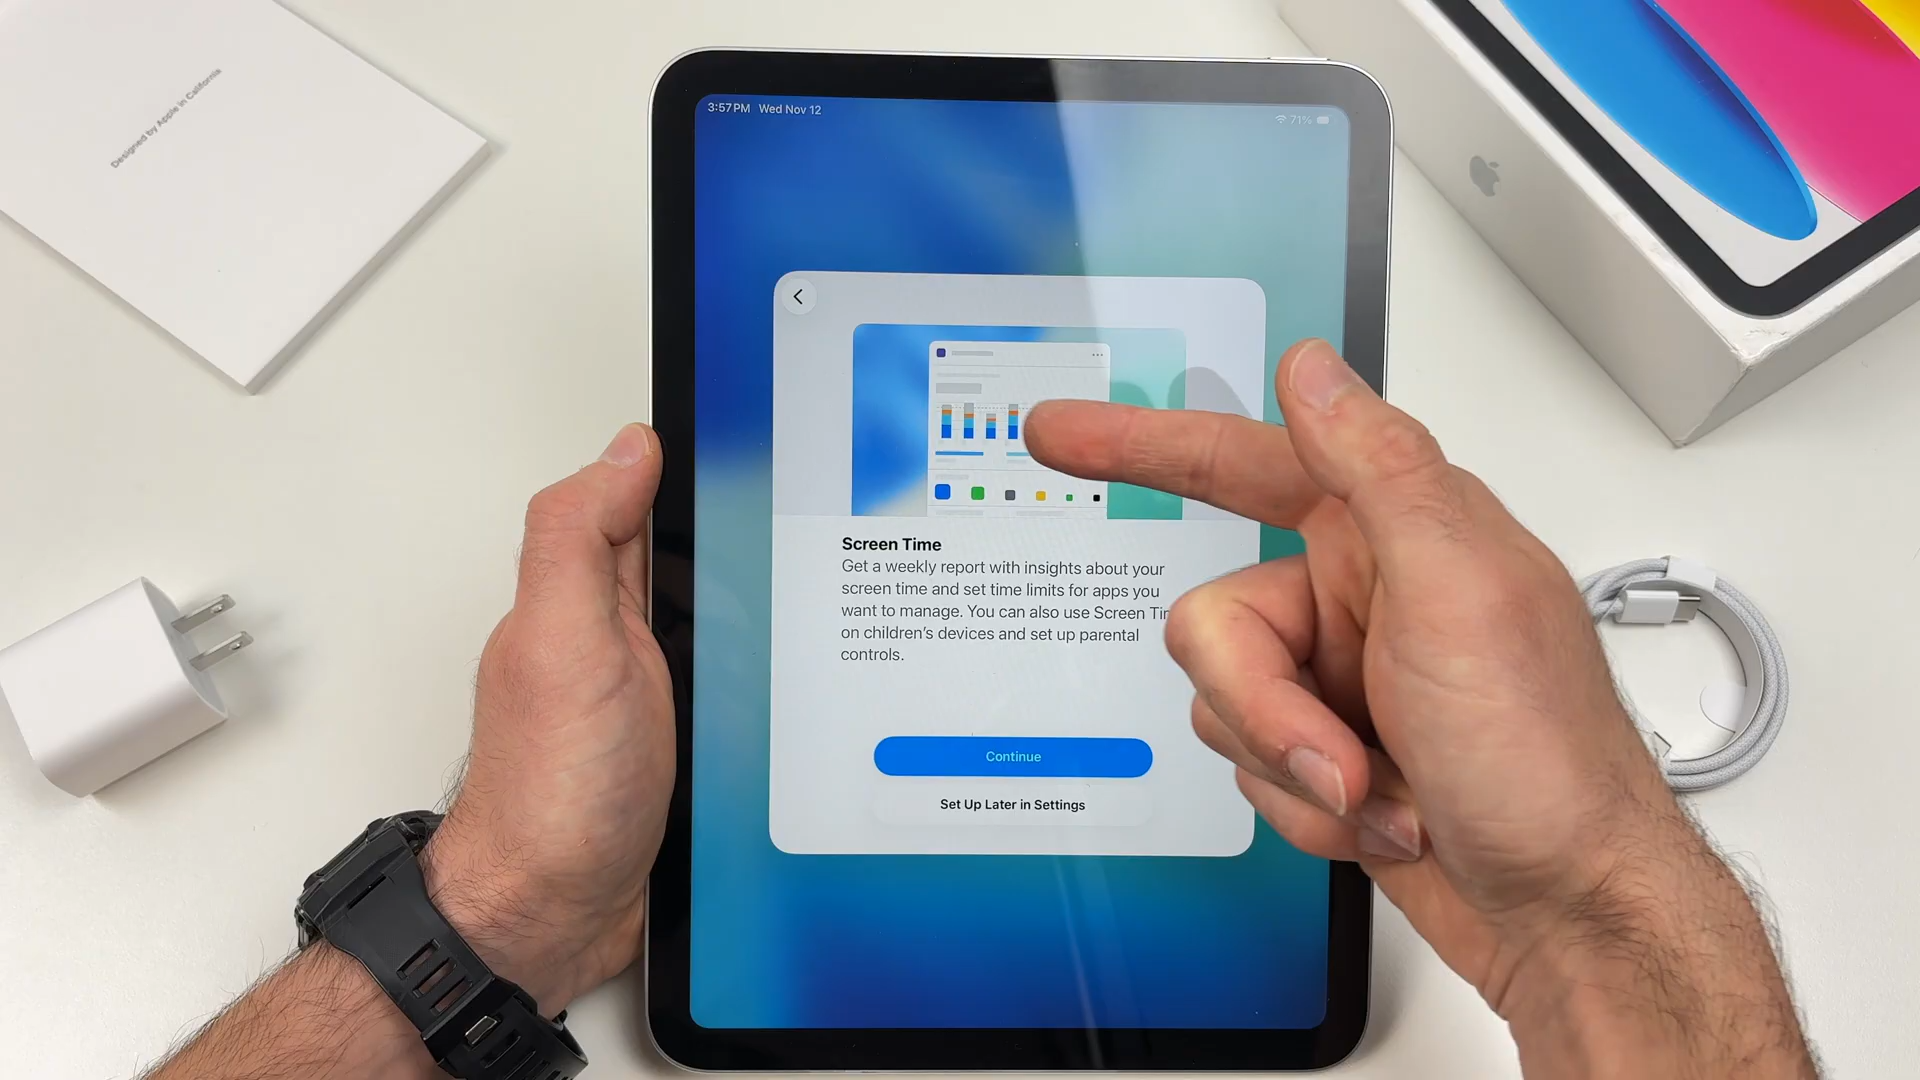 Designed by Apple in California
3:57 PM Wed Nov 12
71%
Screen Time
Get a weekly report with insights about your
screen time and set time limits for apps you
want to manage. You can also use Screen
on children's devices and set up parental
controls.
Continue
Set Up Later in Settings